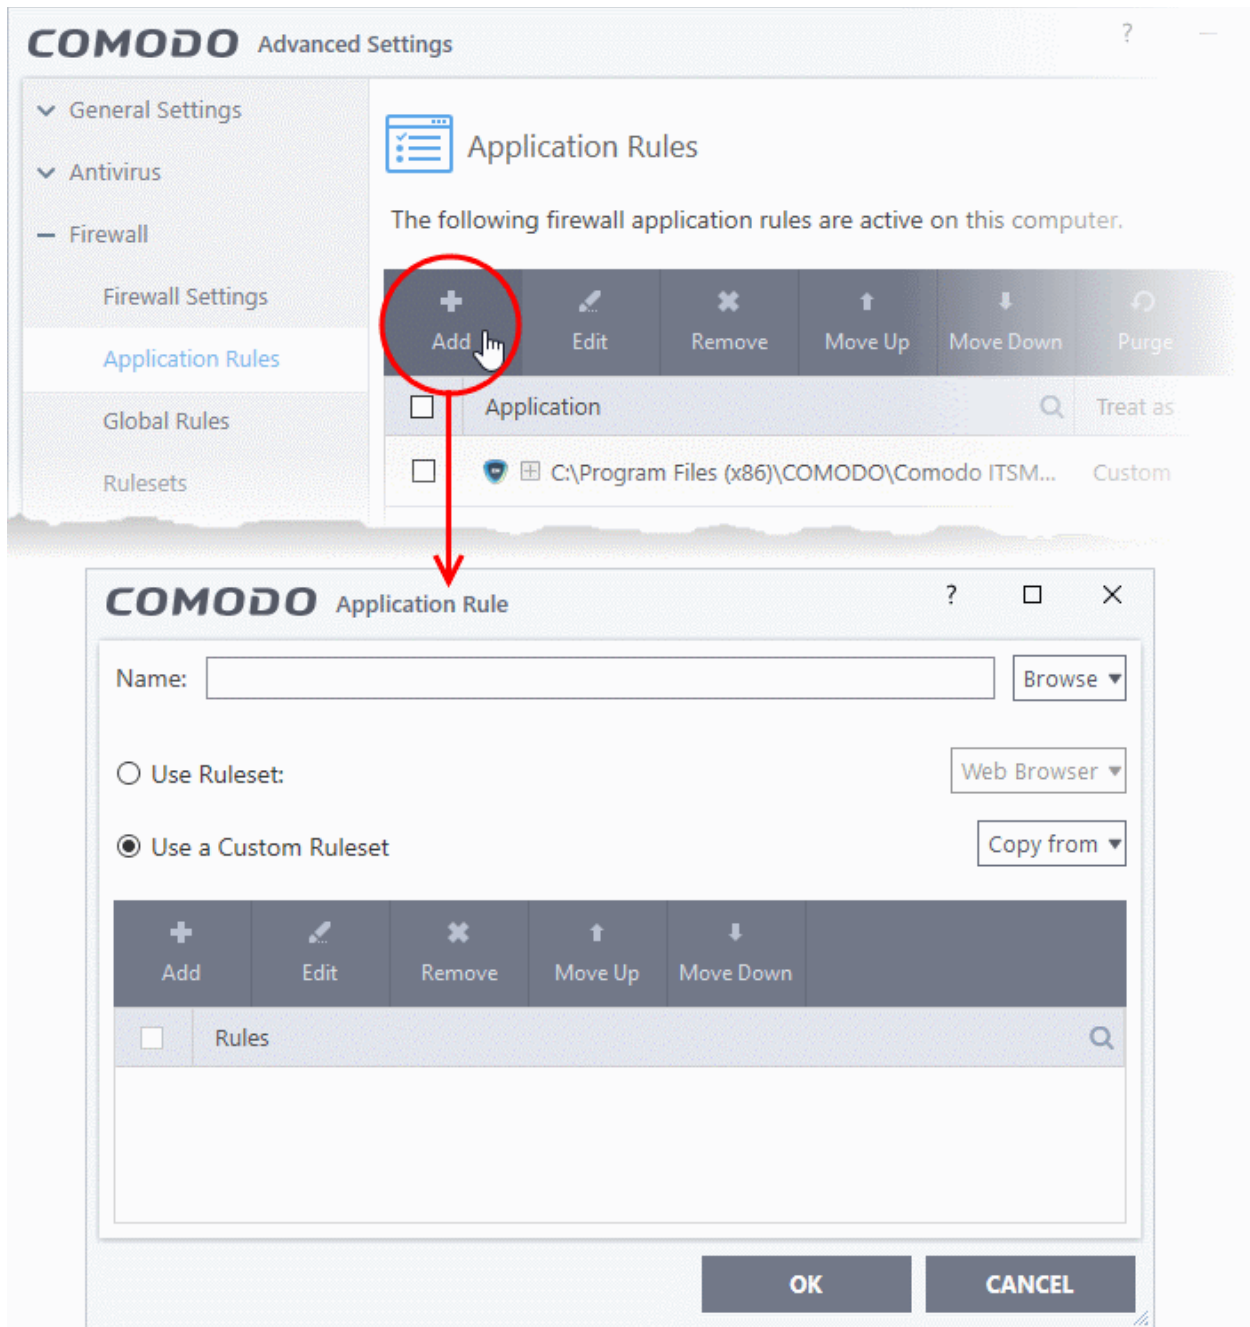 COMODO Advanced Settings ?
General Settings
Antivirus
Firewall
Firewall Settings
Application Rules
Global Rules
Rulesets
Application Rules
The following firewall application rules are active on this computer.
Add Edit Remove Move Up Move Down Purge
Application Treat as
C:\Program Files (x86)\COMODO\Comodo ITSM... Custom
COMODO Application Rule ?
Name: Browse
Use Ruleset: Web Browser
Use a Custom Ruleset Copy from
Add Edit Remove Move Up Move Down
Rules
OK CANCEL